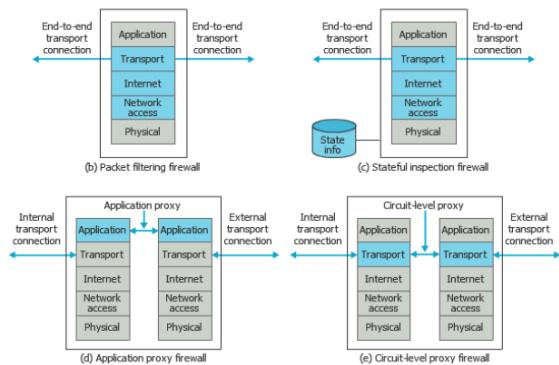 End-to-end
transport
connection
End-to-end
transport
connection
Application
Transport
Internet
Network
access
Physical
(b) Packet filtering firewall
End-to-end
transport
connection
End-to-end
transport
connection
Application
Transport
Internet
Network
access
Physical
State
info
(c) Stateful inspection firewall
Application proxy
Internal
transport
connection
Application
Transport
Internet
Network
access
Physical
Application
Transport
Internet
Network
access
Physical
External
transport
connection
(d) Application proxy firewall
Circuit-level proxy
Internal
transport
connection
Application
Transport
Internet
Network
access
Physical
Application
Transport
Internet
Network
access
Physical
External
transport
connection
(e) Circuit-level proxy firewall